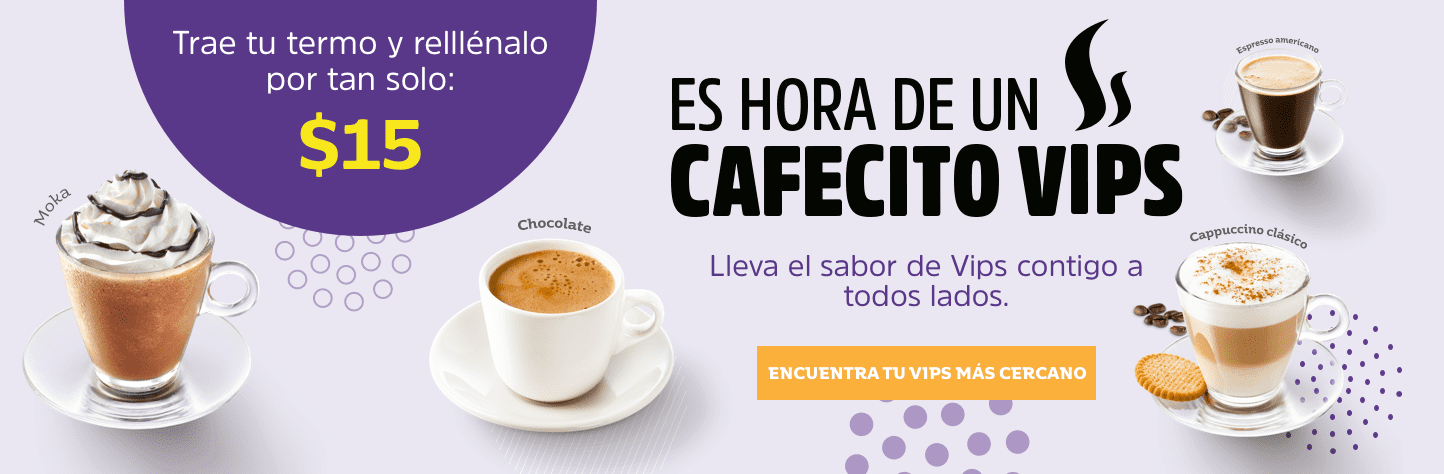 Trae tu termo y relllénalo
por tan solo:
$15
ES HORA DE UN
CAFECITO VIPS
Lleva el sabor de Vips contigo a
todos lados.
ENCUENTRA TU VIPS MÁS CERCANO
Moka
Chocolate
Espresso americano
Cappuccino clásico